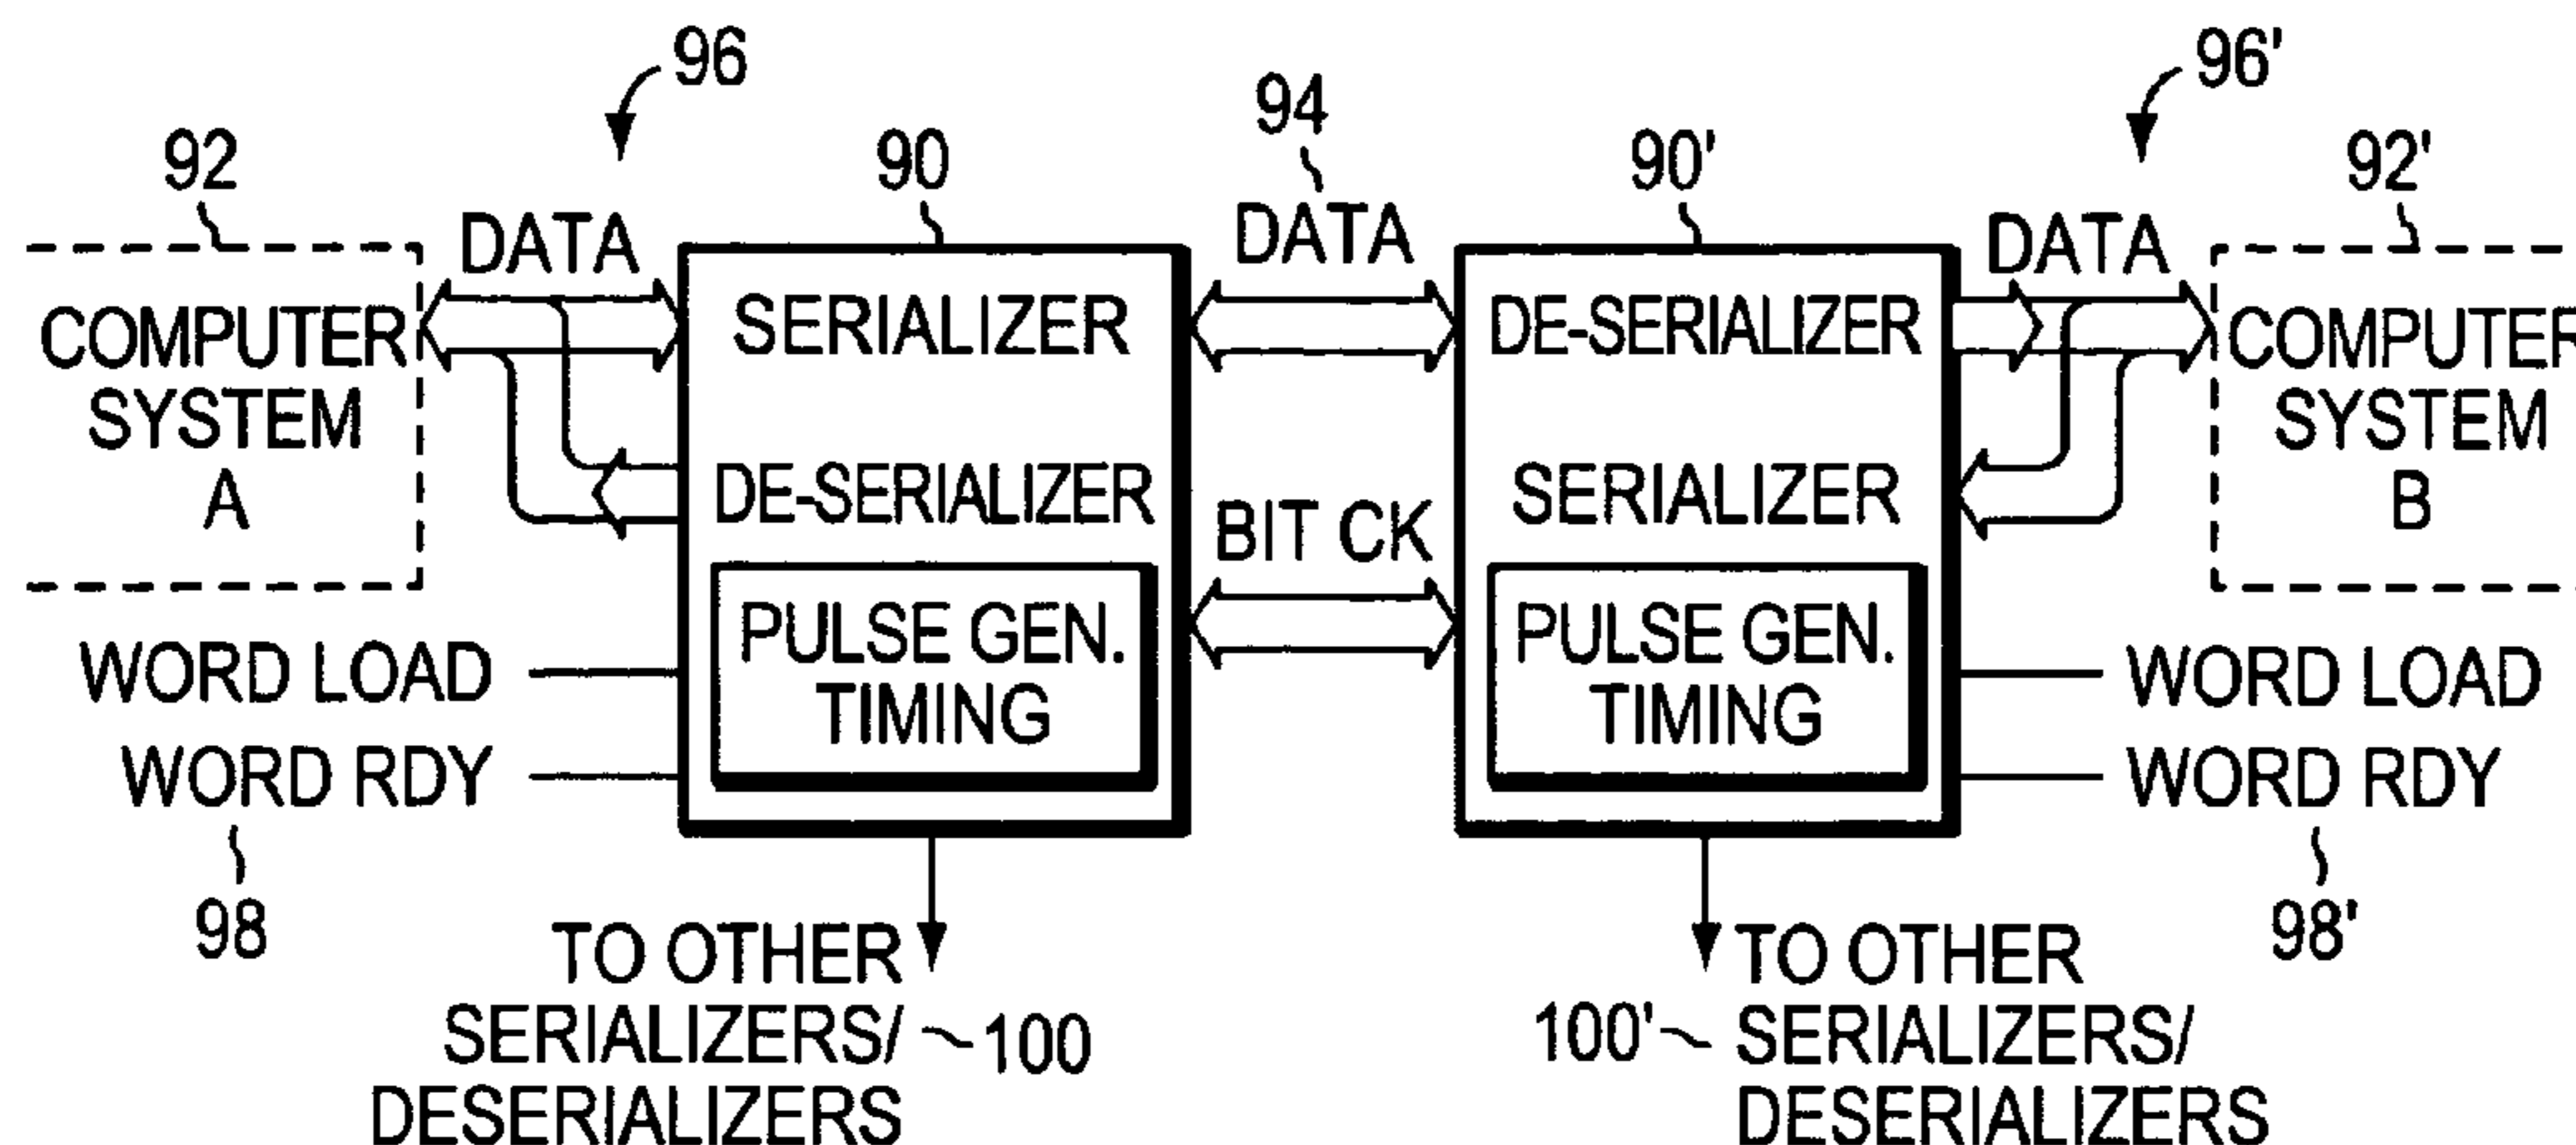 96
96'
94
92
90
90'
92'
DATA
DATA
DATA
COMPUTER
SYSTEM
A
SERIALIZER
DE-SERIALIZER
PULSE GEN.
TIMING
BIT CK
DE-SERIALIZER
SERIALIZER
PULSE GEN.
TIMING
COMPUTER
SYSTEM
B
WORD LOAD
WORD RDY
98
WORD LOAD
WORD RDY
98'
TO OTHER
SERIALIZERS/
DESERIALIZERS
100
100'
TO OTHER
SERIALIZERS/
DESERIALIZERS